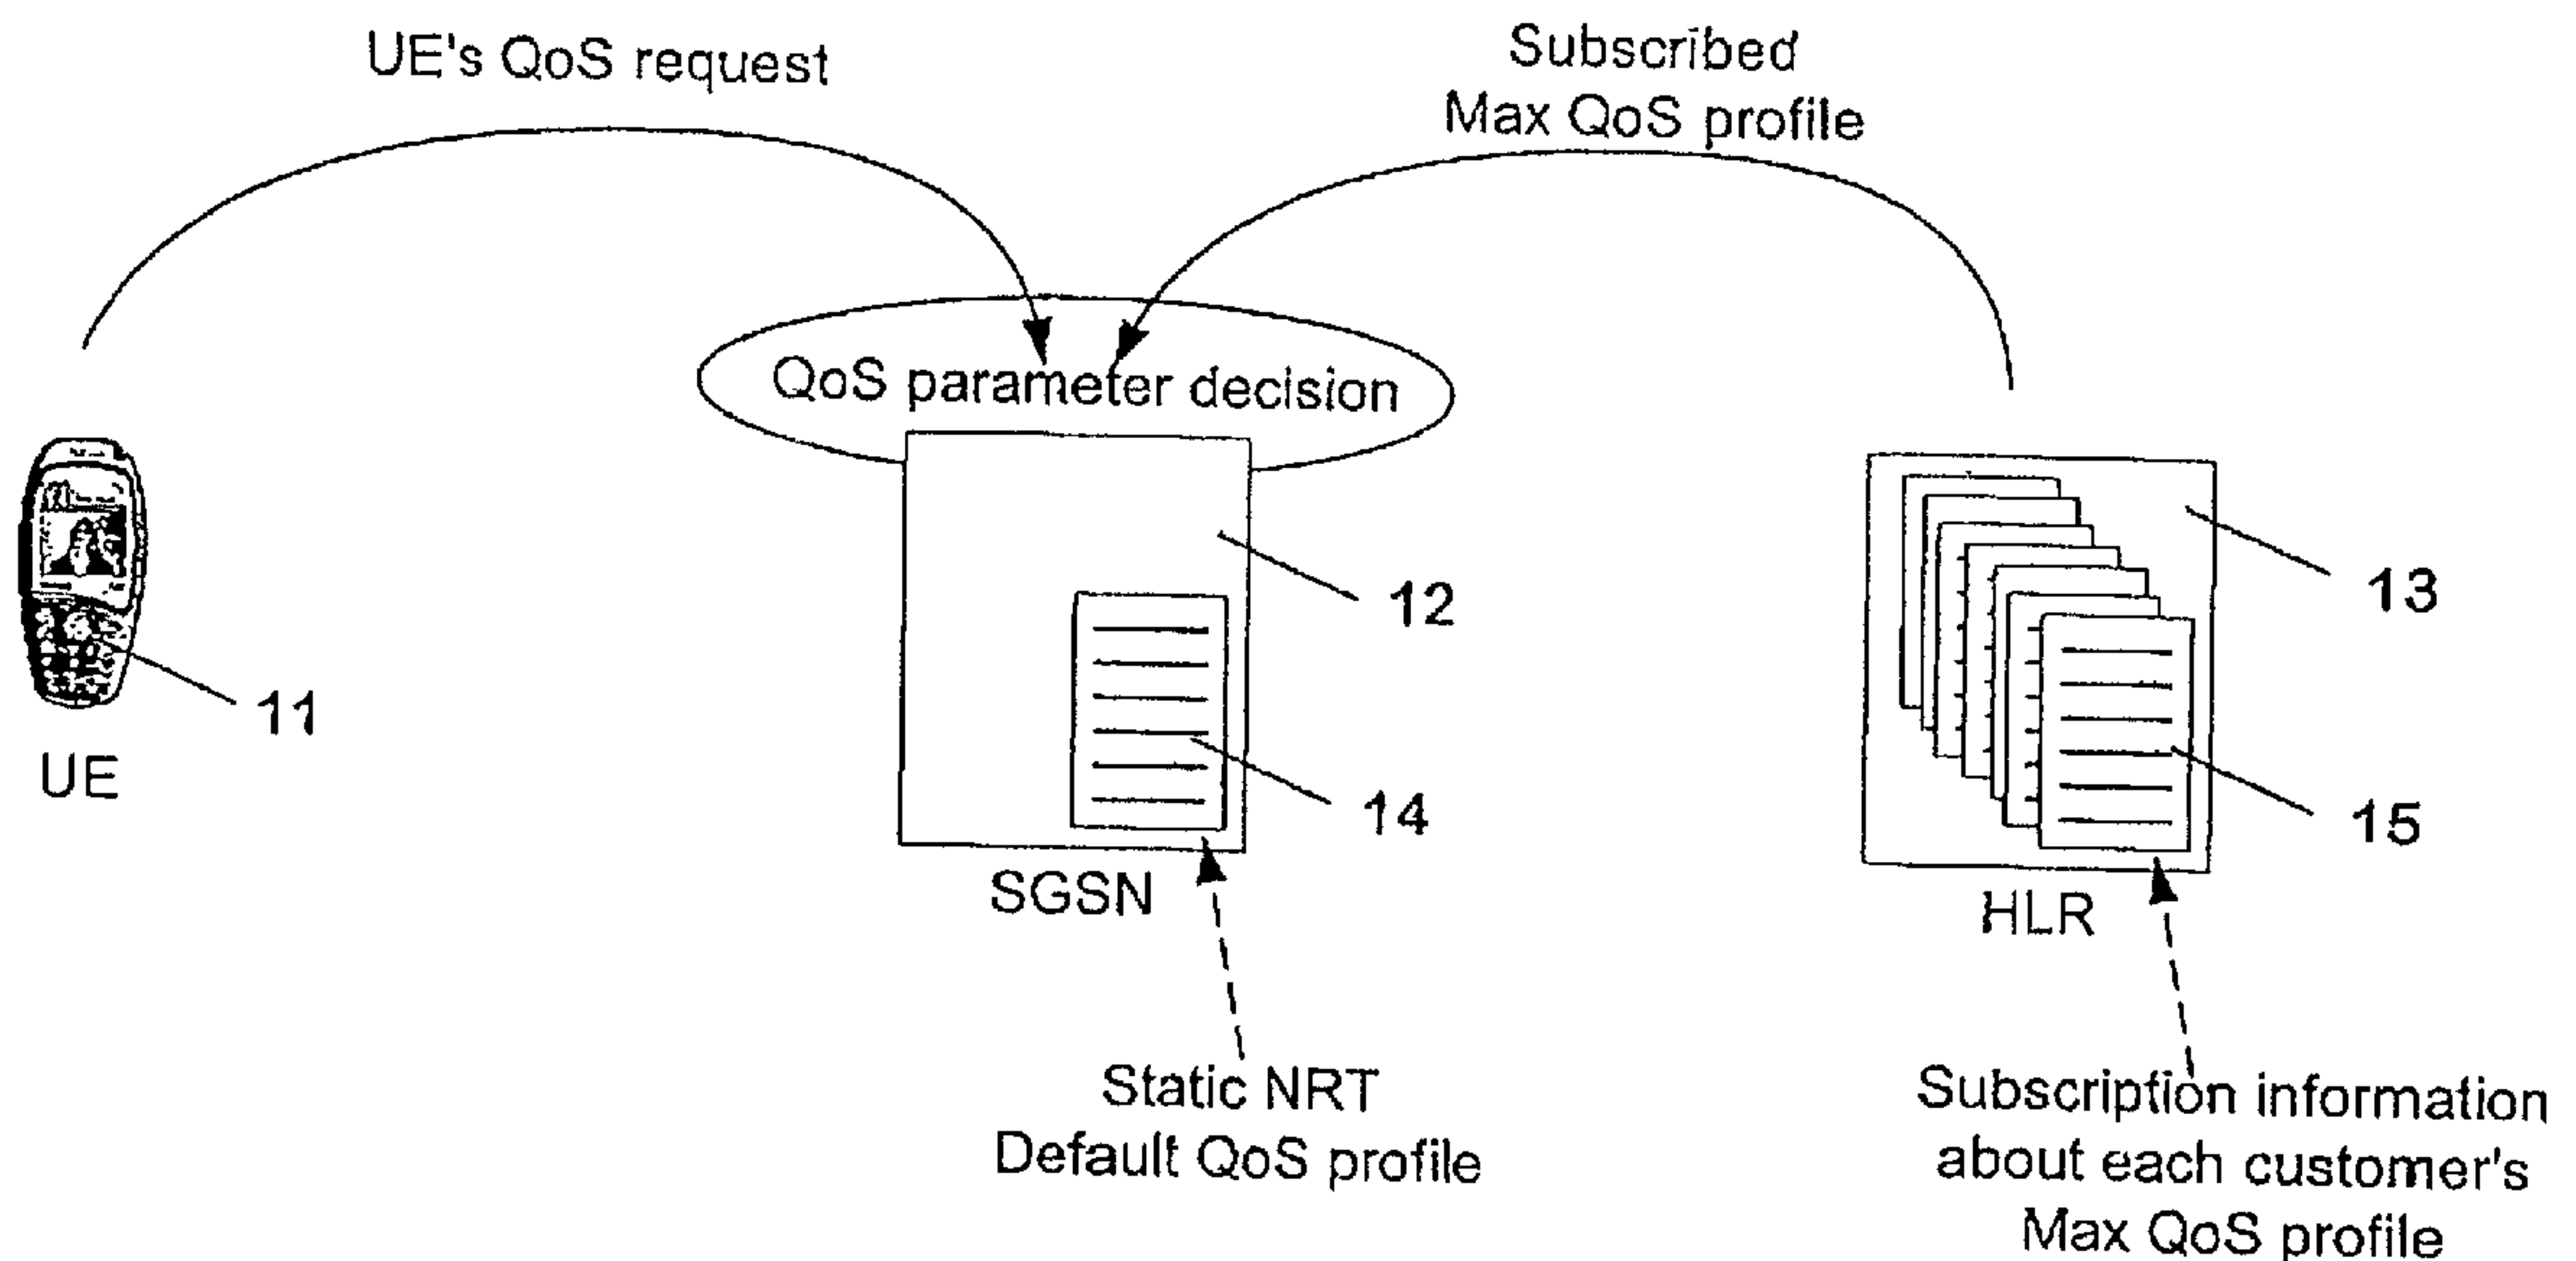 UE's QoS request
Subscribed
Max QoS profile
QoS parameter decision
11
UE
12
14
SGSN
13
15
HLR
Static NRT
Default QoS profile
Subscription information
about each customer's
Max QoS profile